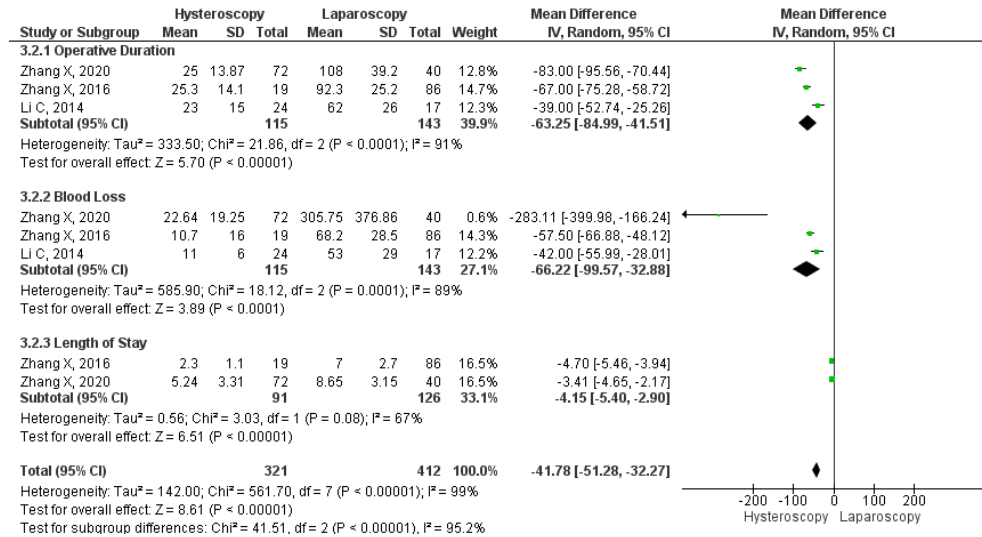 Hysteroscopy Laparoscopy Mean Difference Mean Difference
Study or Subgroup Mean SD Total Mean SD Total Weight IV, Random, 95% CI IV, Random, 95% CI
3.2.1 Operative Duration
Zhang X, 2020 25 13.87 72 108 39.2 40 12.8% -83.00 [-95.56, -70.44]
Zhang X, 2016 25.3 14.1 19 92.3 25.2 86 14.7% -67.00 [-75.28, -58.72]
Li C, 2014 23 15 24 62 26 17 12.3% -39.00 [-52.74, -25.26]
Subtotal (95% CI) 115 143 39.9% -63.25 [-84.99, -41.51]
Heterogeneity: Tau² = 333.50; Chi² = 21.86, df = 2 (P < 0.0001); I² = 91%
Test for overall effect: Z = 5.70 (P < 0.00001)
3.2.2 Blood Loss
Zhang X, 2020 22.64 19.25 72 305.75 376.86 40 0.6% -283.11 [-399.98, -166.24]
Zhang X, 2016 10.7 16 19 68.2 28.5 86 14.3% -57.50 [-66.88, -48.12]
Li C, 2014 11 6 24 53 29 17 12.2% -42.00 [-55.99, -28.01]
Subtotal (95% CI) 115 143 27.1% -66.22 [-99.57, -32.88]
Heterogeneity: Tau² = 585.90; Chi² = 18.12, df = 2 (P = 0.0001); I² = 89%
Test for overall effect: Z = 3.89 (P < 0.0001)
3.2.3 Length of Stay
Zhang X, 2016 2.3 1.1 19 7 2.7 86 16.5% -4.70 [-5.46, -3.94]
Zhang X, 2020 5.24 3.31 72 8.65 3.15 40 16.5% -3.41 [-4.65, -2.17]
Subtotal (95% CI) 91 126 33.1% -4.15 [-5.40, -2.90]
Heterogeneity: Tau² = 0.56; Chi² = 3.03, df = 1 (P = 0.08); I² = 67%
Test for overall effect: Z = 6.51 (P < 0.00001)
Total (95% CI) 321 412 100.0% -41.78 [-51.28, -32.27]
Heterogeneity: Tau² = 142.00; Chi² = 561.70, df = 7 (P < 0.00001); I² = 99%
Test for overall effect: Z = 8.61 (P < 0.00001)
Test for subgroup differences: Chi² = 41.51, df = 2 (P < 0.00001), I² = 95.2%
-200 -100 0 100 200
Hysteroscopy Laparoscopy